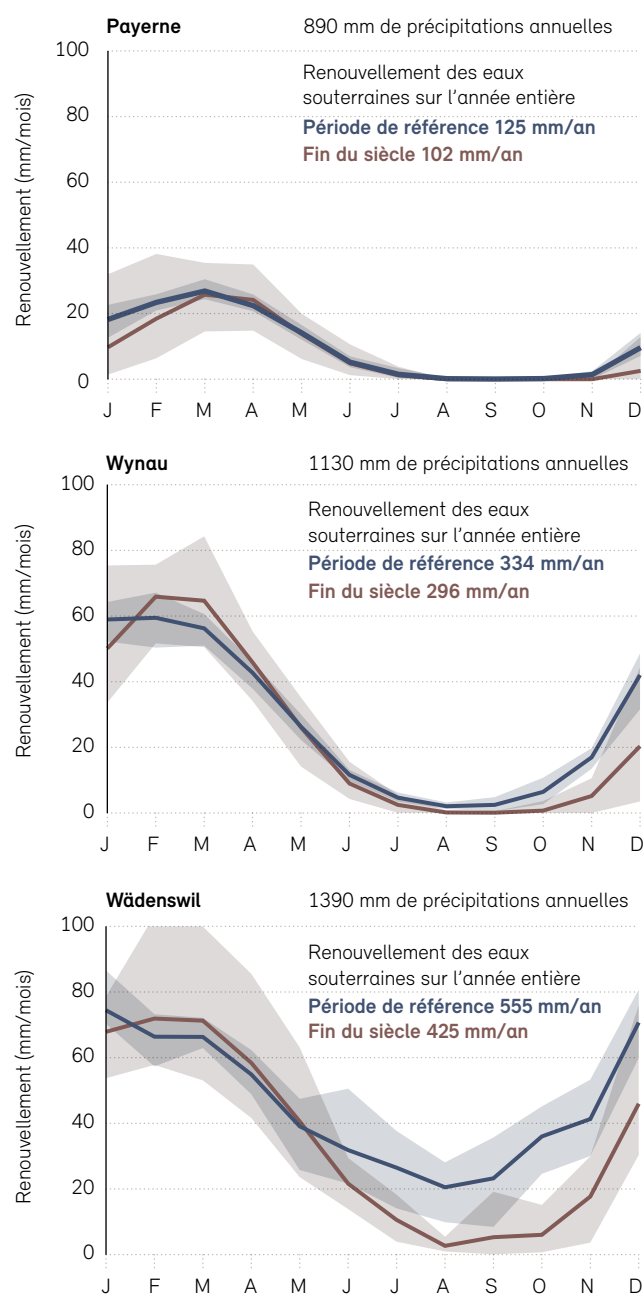 Payerne 890 mm de précipitations annuelles
Renouvellement des eaux
souterraines sur l'année entière
Période de référence 125 mm/an
Fin du siècle 102 mm/an
Renouvellement (mm/mois)
100
80
60
40
20
0
J F M A M J J A S O N D
Wynau 1130 mm de précipitations annuelles
Renouvellement des eaux
souterraines sur l'année entière
Période de référence 334 mm/an
Fin du siècle 296 mm/an
Renouvellement (mm/mois)
100
80
60
40
20
0
J F M A M J J A S O N D
Wädenswil 1390 mm de précipitations annuelles
Renouvellement des eaux
souterraines sur l'année entière
Période de référence 555 mm/an
Fin du siècle 425 mm/an
Renouvellement (mm/mois)
100
80
60
40
20
0
J F M A M J J A S O N D